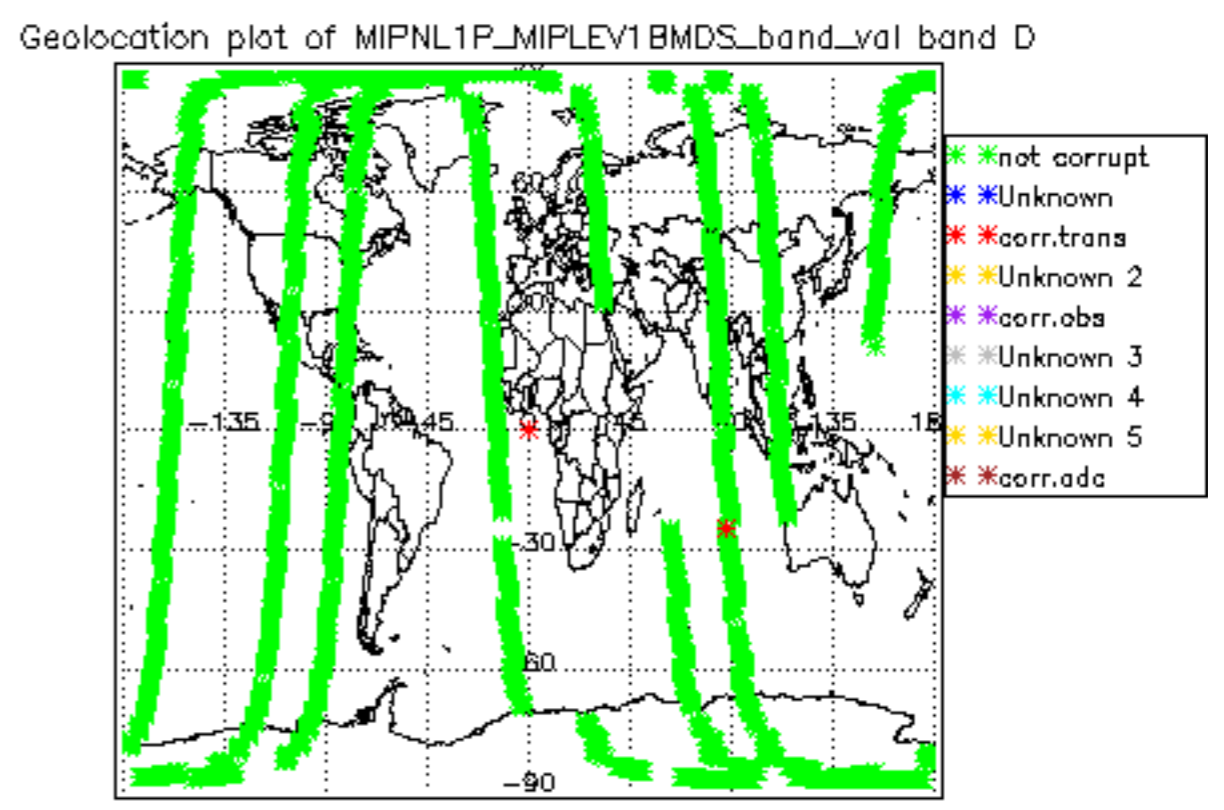 Geolocation plot of MIPNL1P_MIPLEV1BMDS_band_val band D
not corrupt
Unknown
corr.trans
Unknown 2
corr.obs
Unknown 3
Unknown 4
Unknown 5
corr.adc
60
-135
-45
135
-30
-60
-90